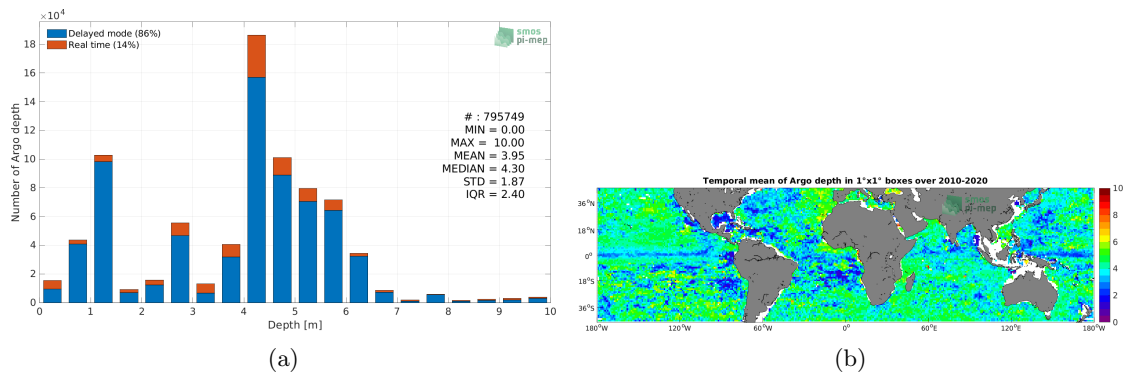 ×10⁴
Delayed mode (86%)
Real time (14%)
smos
pi-mep
18
16
14
12
10
8
6
4
2
0
Number of Argo depth
# : 795749
MIN = 0.00
MAX = 10.00
MEAN = 3.95
MEDIAN = 4.30
STD = 1.87
IQR = 2.40
0 1 2 3 4 5 6 7 8 9 10
Depth [m]
(a)
Temporal mean of Argo depth in 1°x1° boxes over 2010-2020
smos
pi-mep
36°N
18°N
0°
18°S
36°S
180°W 120°W 60°W 0° 60°E 120°E 180°W
10
8
6
4
2
0
(b)